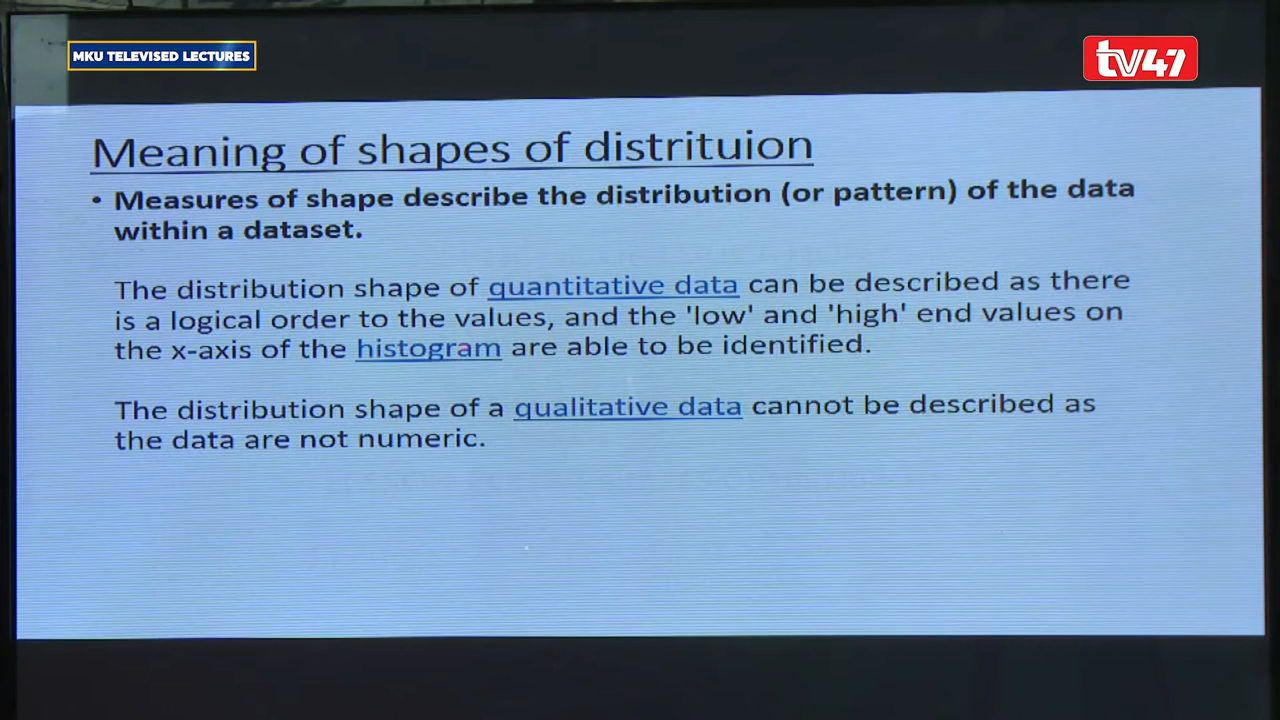 MKU TELEVISED LECTURES
tv47
Meaning of shapes of distrituion
• Measures of shape describe the distribution (or pattern) of the data
within a dataset.
The distribution shape of quantitative data can be described as there
is a logical order to the values, and the 'low' and 'high' end values on
the x-axis of the histogram are able to be identified.
The distribution shape of a qualitative data cannot be described as
the data are not numeric.